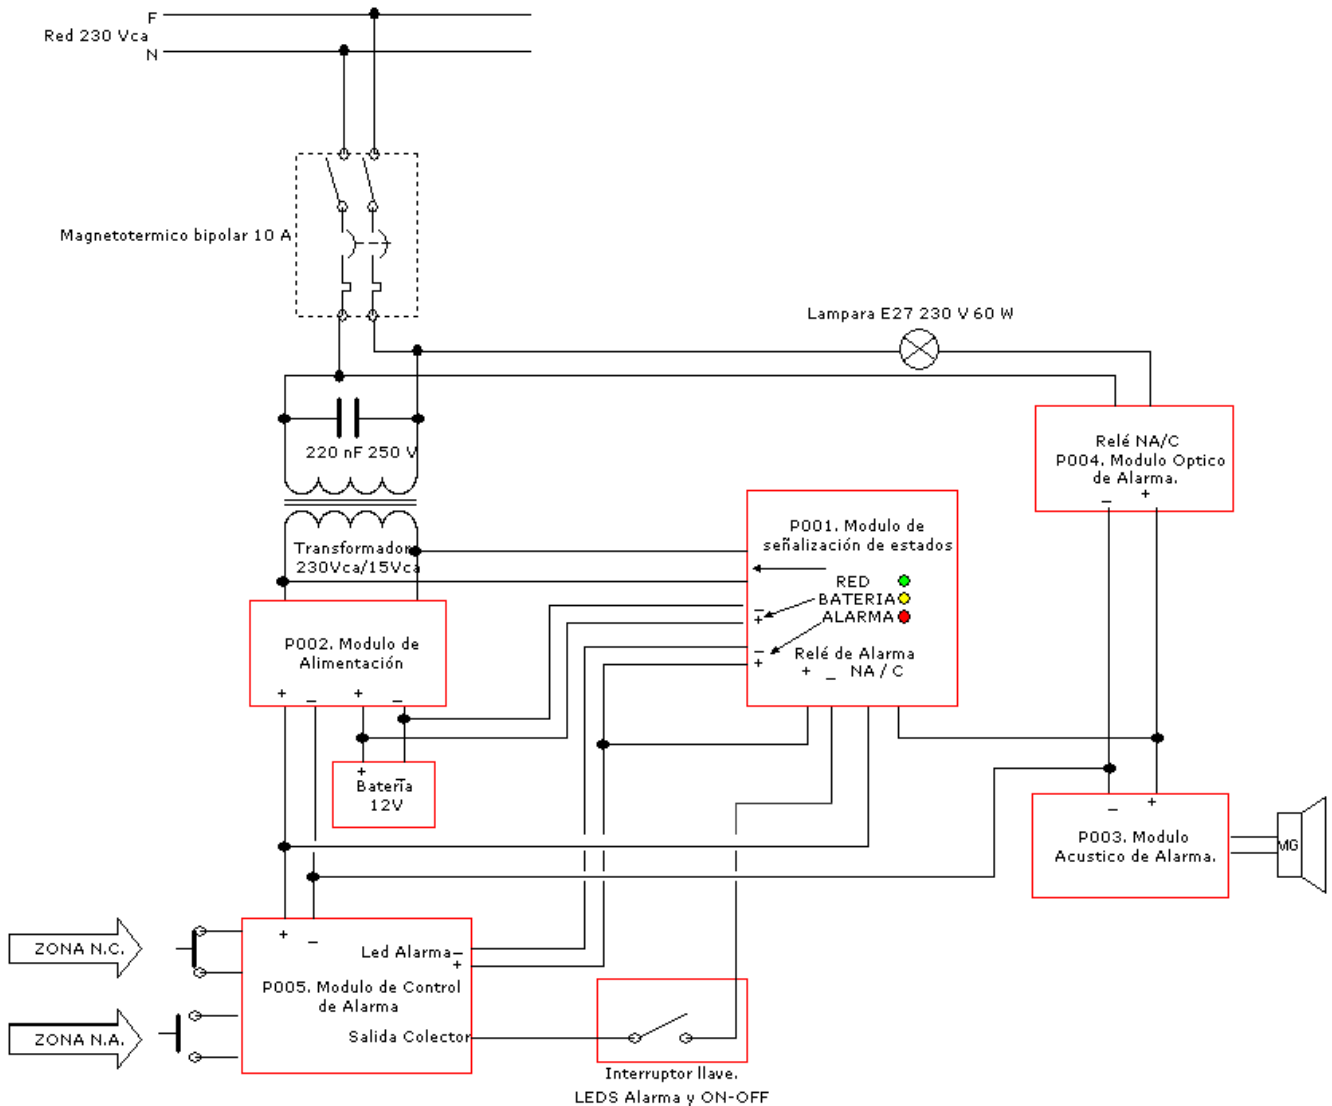 F
Red 230 Vca
N
Magnetotermico bipolar 10 A
Lampara E27 230 V 60 W
220 nF 250 V
Transformador
230Vca/15Vca
Relé NA/C
P004. Modulo Optico
de Alarma.
_ +
P001. Modulo de
señalización de estados
RED
BATERIA
ALARMA
_
+
_
+
Relé de Alarma
+ _ NA / C
P002. Modulo de
Alimentación
+ _ + _
+ _
Batería
12V
_ +
P003. Modulo
Acustico de Alarma.
MG
ZONA N.C.
ZONA N.A.
+ _
Led Alarma _
+
P005. Modulo de Control
de Alarma
Salida Colector
Interruptor llave.
LEDS Alarma y ON-OFF